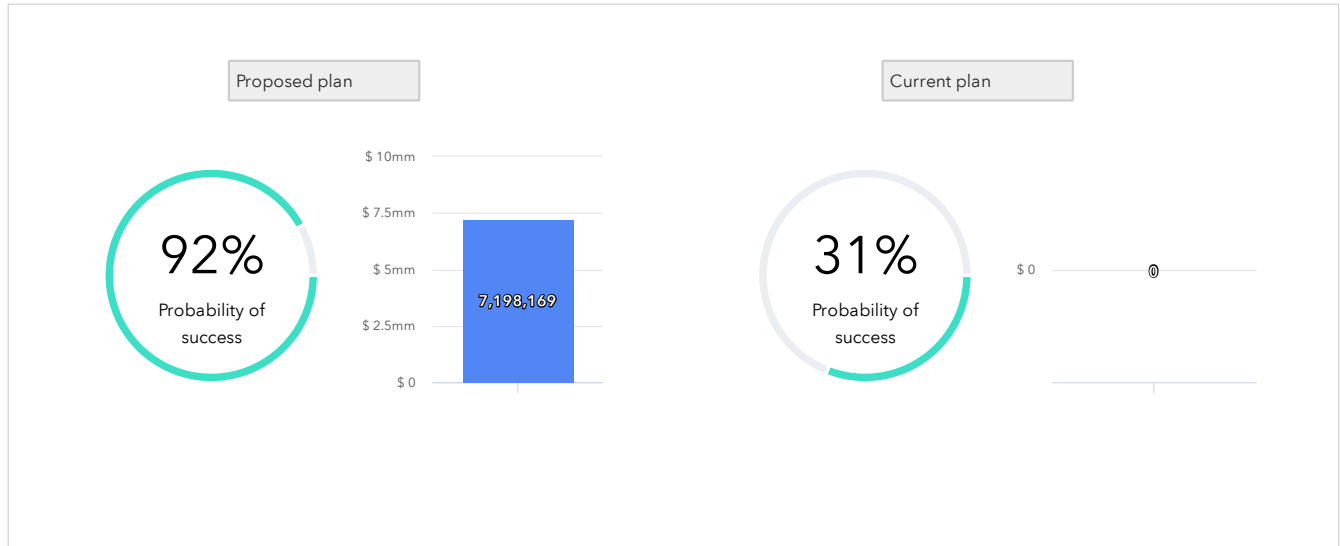 Proposed plan
Current plan
92%
Probability of
success
$ 10mm
$ 7.5mm
$ 5mm
$ 2.5mm
$ 0
7,198,169
31%
Probability of
success
$ 0
0